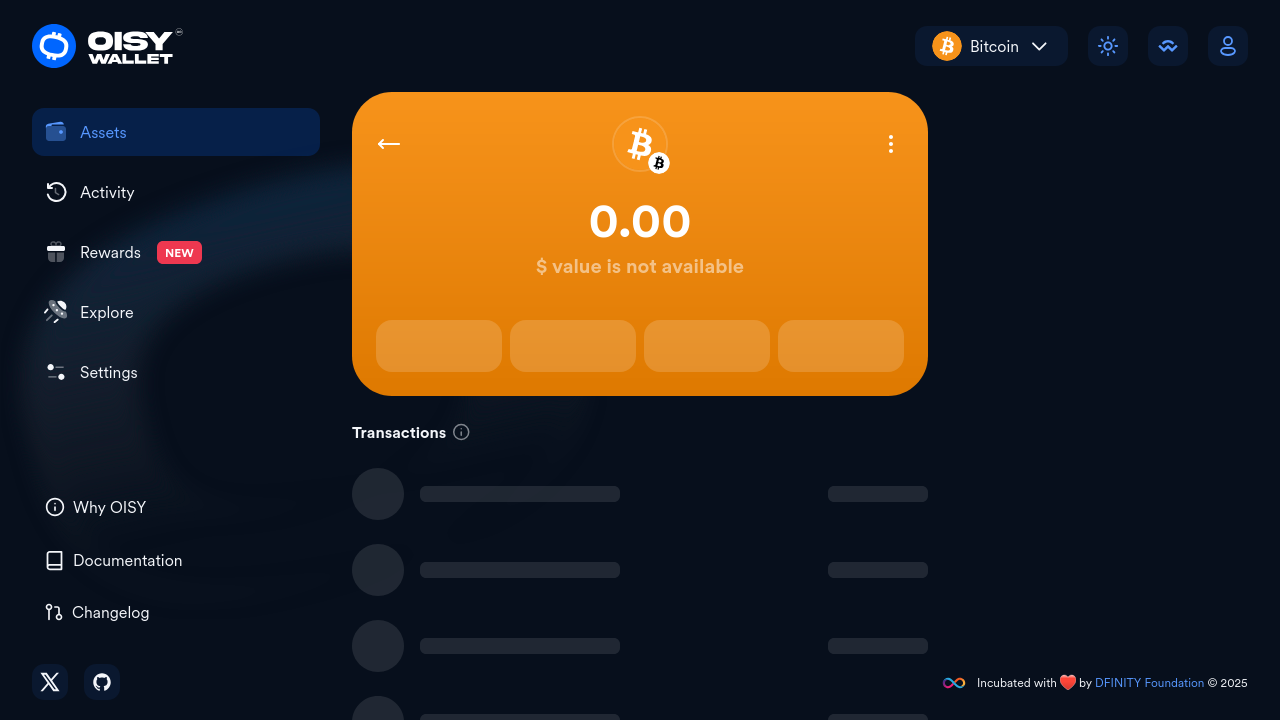 OISY
WALLET
Bitcoin
Assets
Activity
Rewards NEW
Explore
Settings
0.00
$ value is not available
Transactions
Why OISY
Documentation
Changelog
Incubated with ❤️ by DFINITY Foundation © 2025